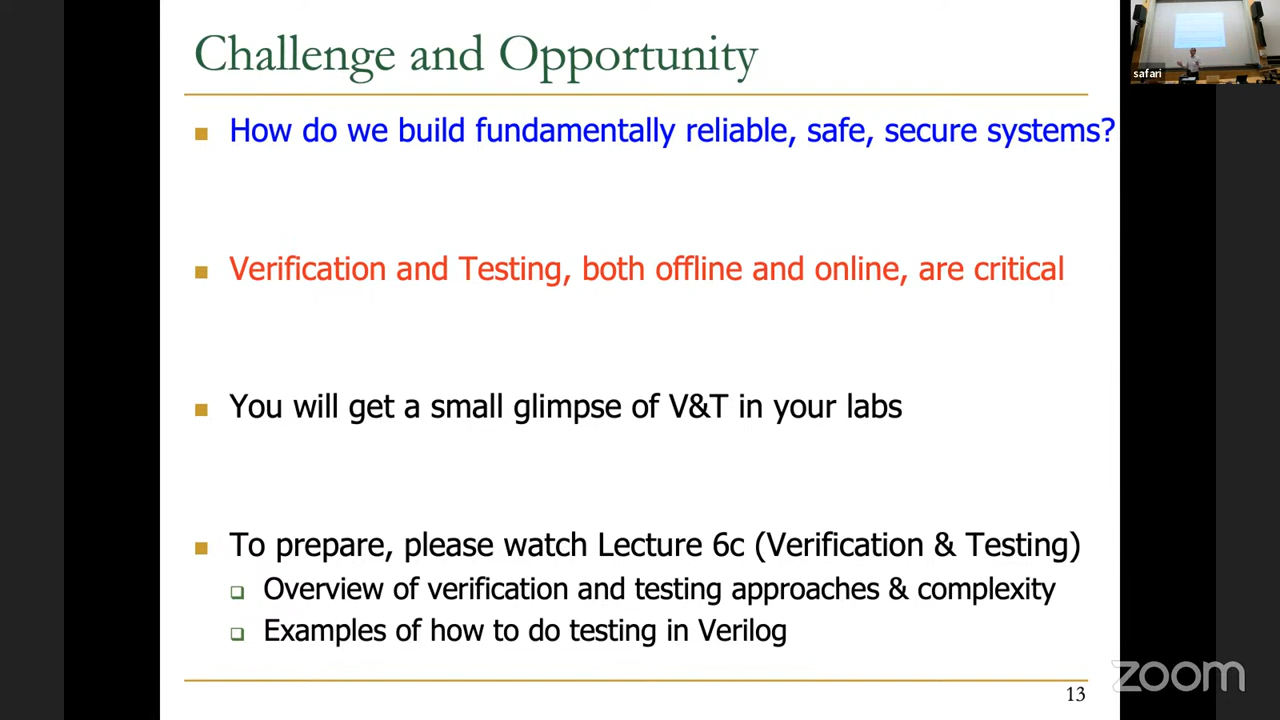 Challenge and Opportunity
safari
How do we build fundamentally reliable, safe, secure systems?
Verification and Testing, both offline and online, are critical
You will get a small glimpse of V&T in your labs
To prepare, please watch Lecture 6c (Verification & Testing)
Overview of verification and testing approaches & complexity
Examples of how to do testing in Verilog
13
zoom